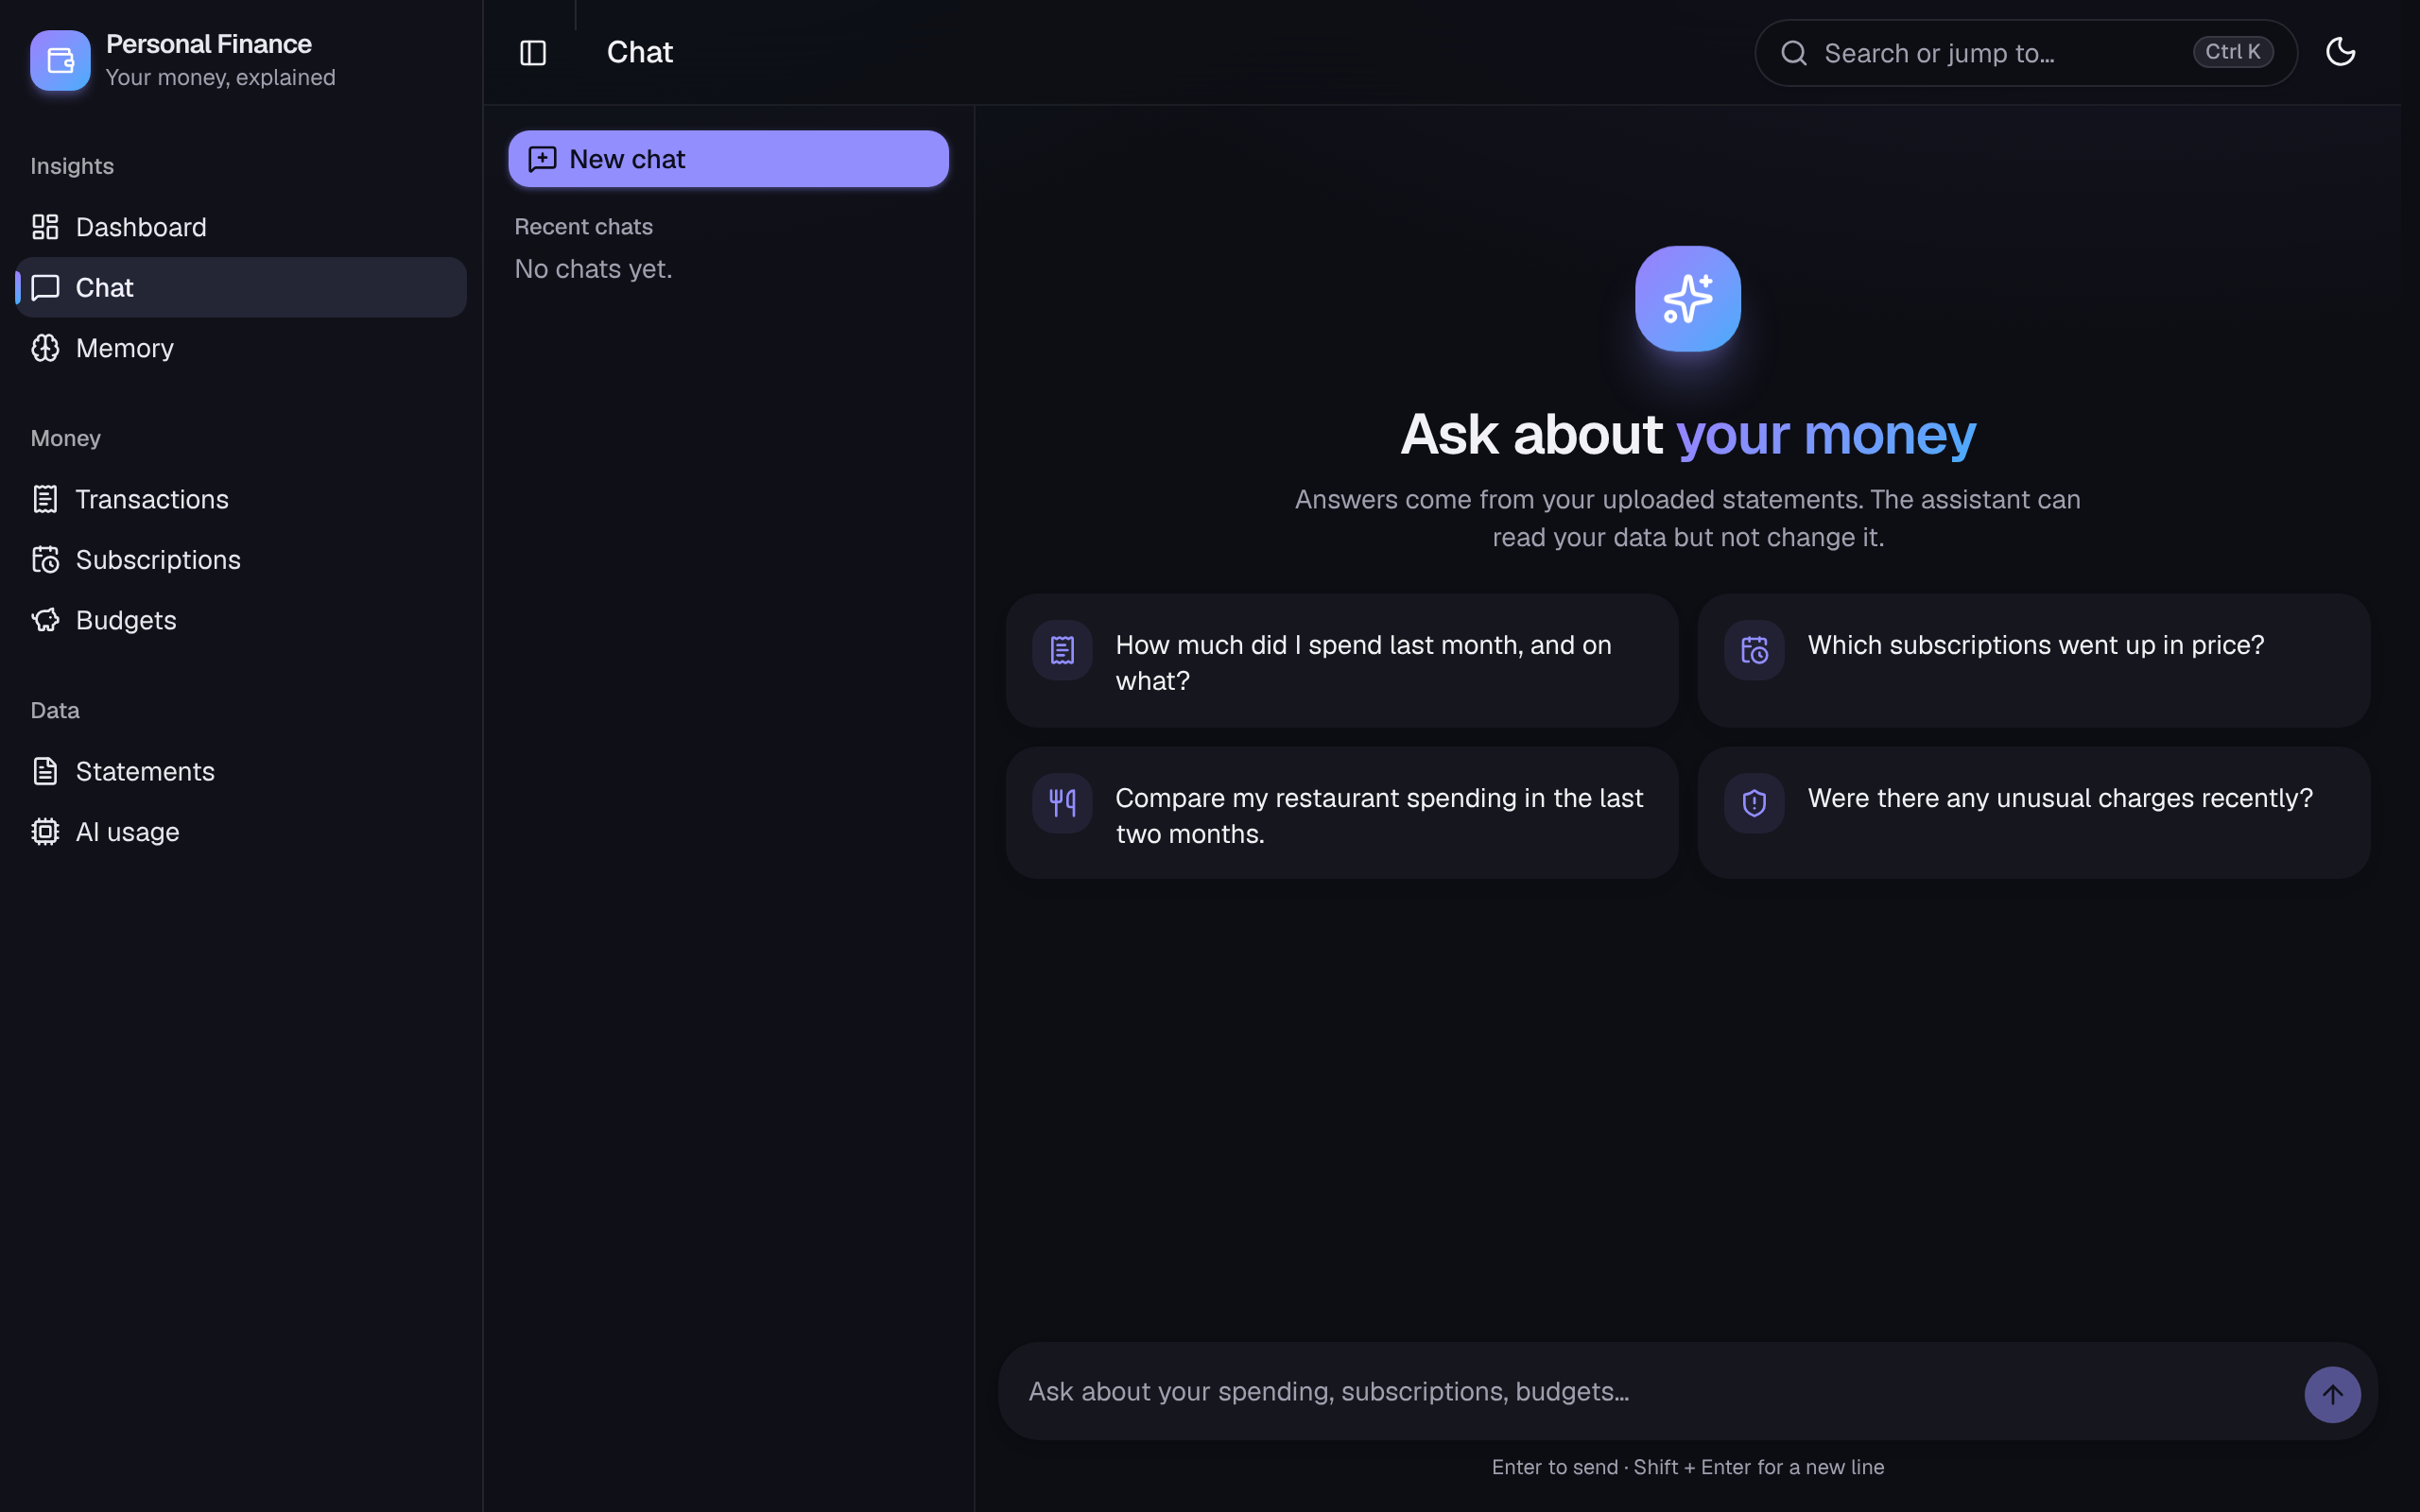 Personal Finance
Your money, explained
Insights
Dashboard
Chat
Memory
Money
Transactions
Subscriptions
Budgets
Data
Statements
AI usage
Chat
Search or jump to...
Ctrl K
New chat
Recent chats
No chats yet.
Ask about your money
Answers come from your uploaded statements. The assistant can
read your data but not change it.
How much did I spend last month, and on
what?
Which subscriptions went up in price?
Compare my restaurant spending in the last
two months.
Were there any unusual charges recently?
Ask about your spending, subscriptions, budgets...
Enter to send · Shift + Enter for a new line